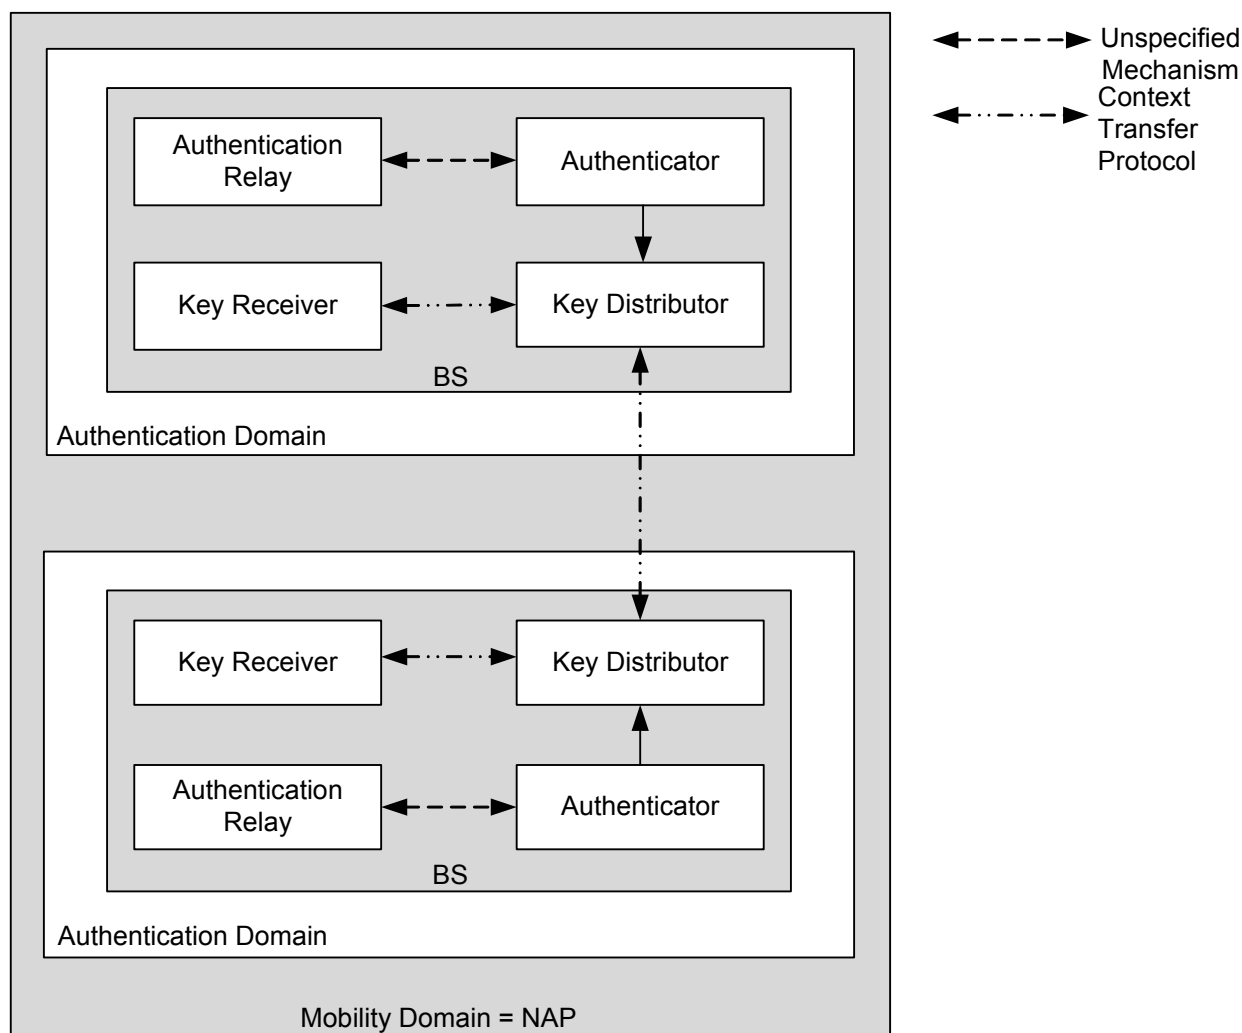 Unspecified
Mechanism
Context
Transfer
Protocol
Authentication
Relay
Authenticator
Key Receiver
Key Distributor
BS
Authentication Domain
Key Receiver
Key Distributor
Authentication
Relay
Authenticator
BS
Authentication Domain
Mobility Domain = NAP